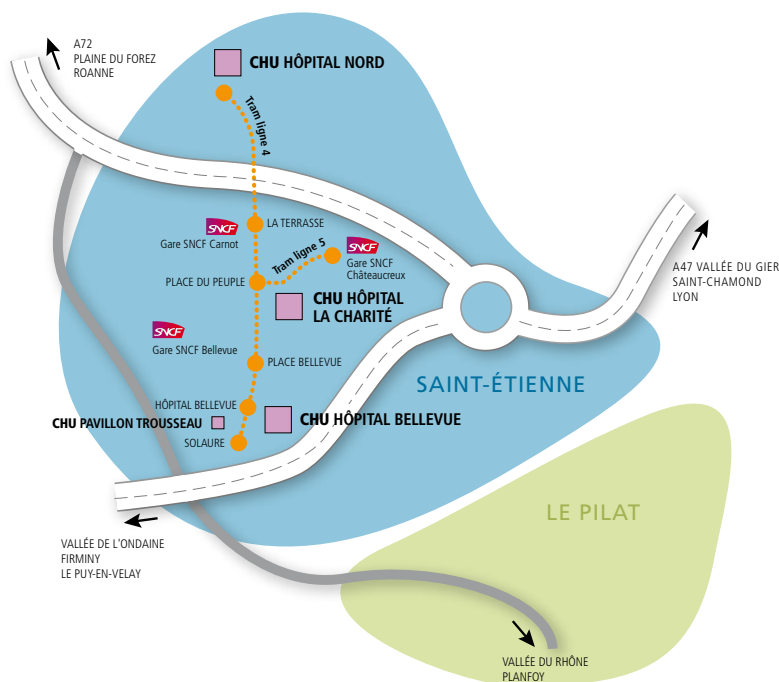 A72
PLAINE DU FOREZ
ROANNE
CHU HÔPITAL NORD
Tram ligne 4
SNCF
Gare SNCF Carnot
LA TERRASSE
Tram ligne 5
SNCF
Gare SNCF
Châteaucreux
A47 VALLÉE DU GIER
SAINT-CHAMOND
LYON
PLACE DU PEUPLE
CHU HÔPITAL
LA CHARITÉ
SNCF
Gare SNCF Bellevue
PLACE BELLEVUE
SAINT-ÉTIENNE
HÔPITAL BELLEVUE
CHU PAVILLON TROUSSEAU
CHU HÔPITAL BELLEVUE
SOLAURE
LE PILAT
VALLÉE DE L'ONDAINE
FIRMINY
LE PUY-EN-VELAY
VALLÉE DU RHÔNE
PLANFOY